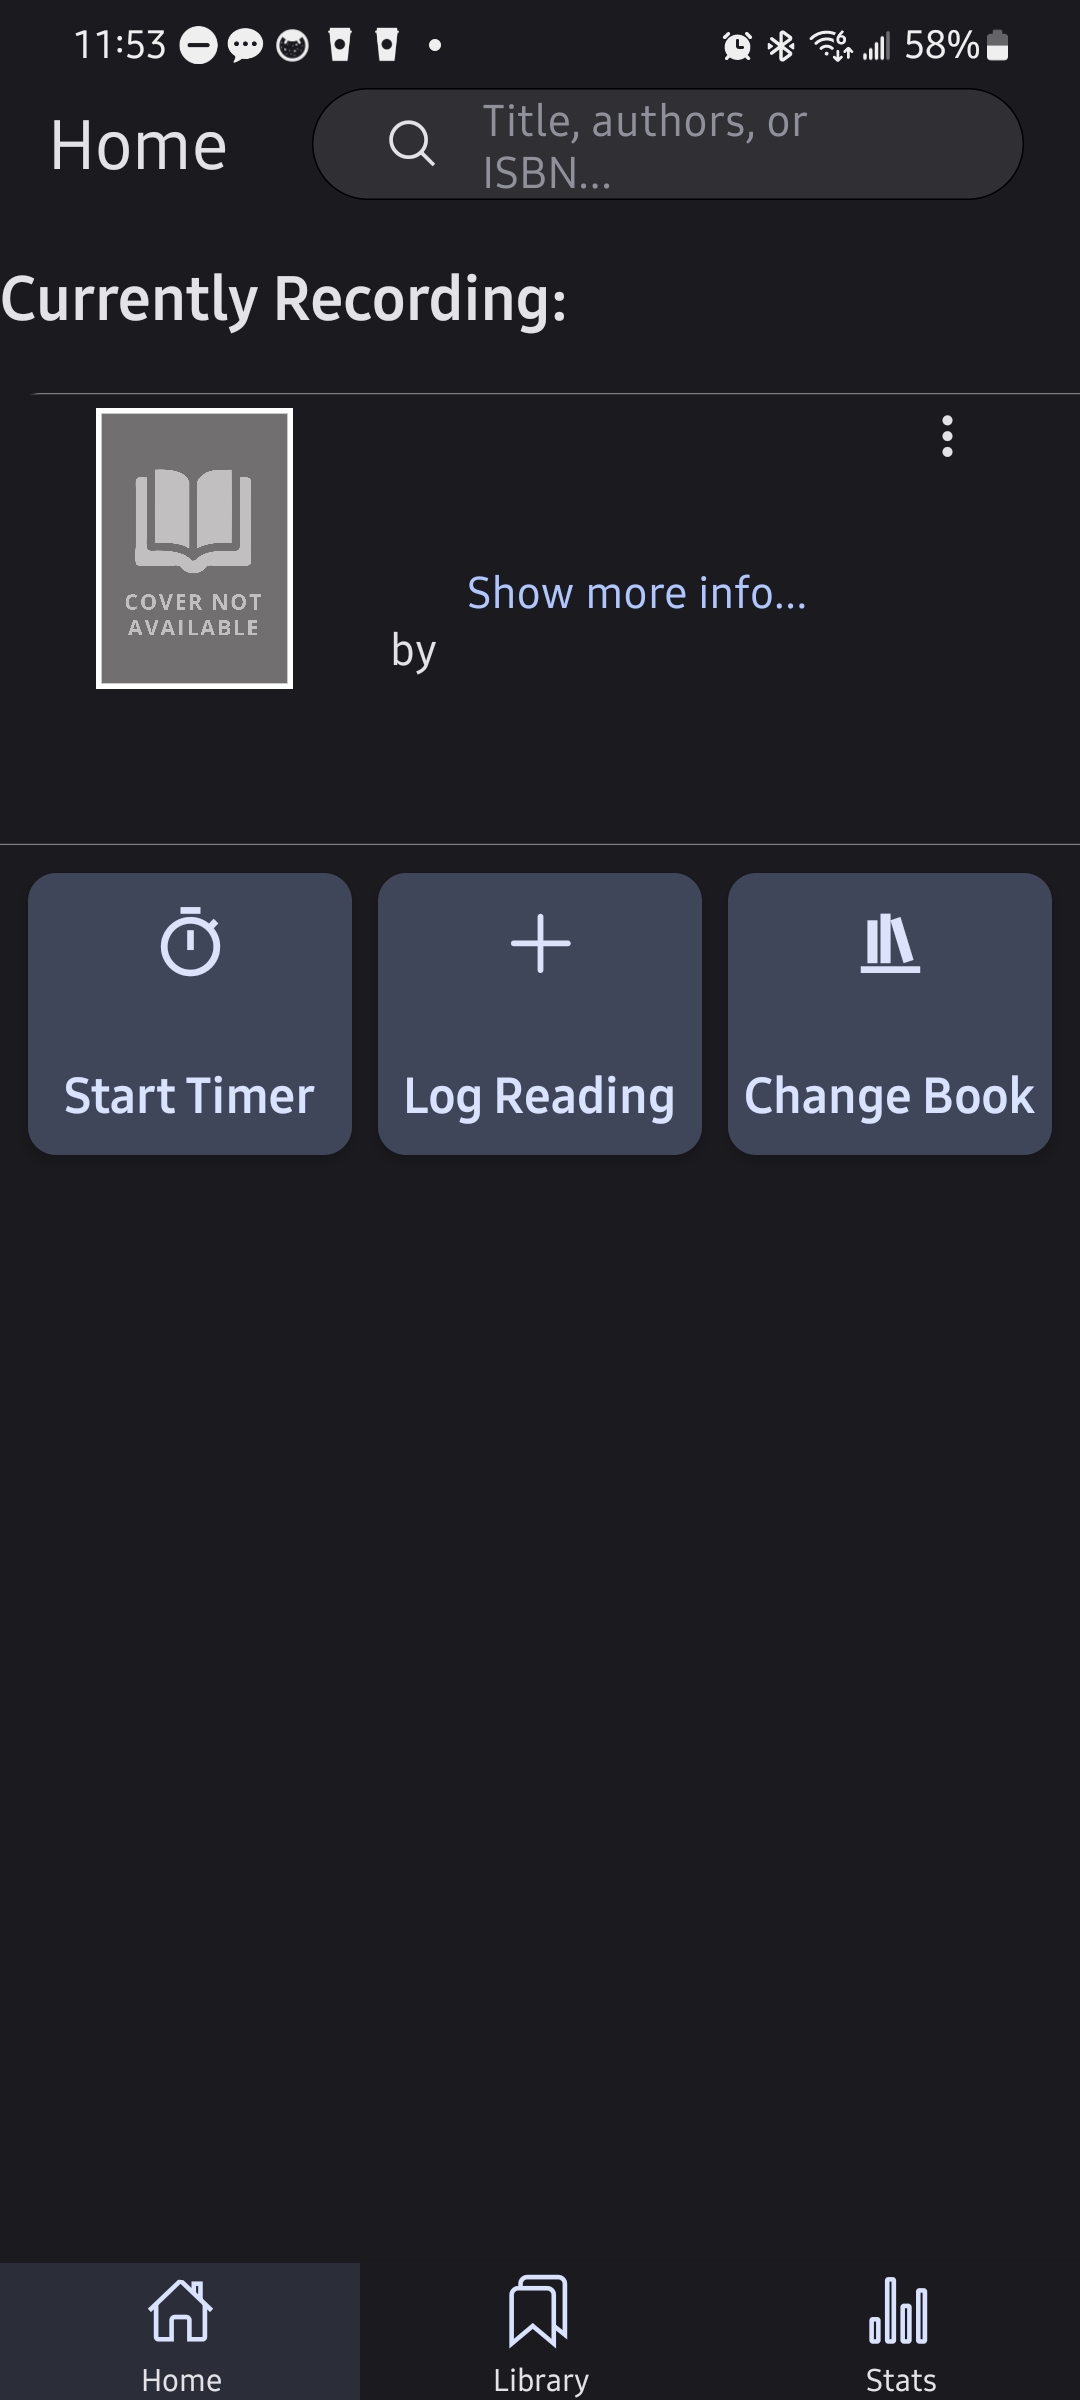 11:53
58%
Home
Title, authors, or
ISBN...
Currently Recording:
COVER NOT
AVAILABLE
Show more info...
by
Start Timer
Log Reading
Change Book
Home
Library
Stats